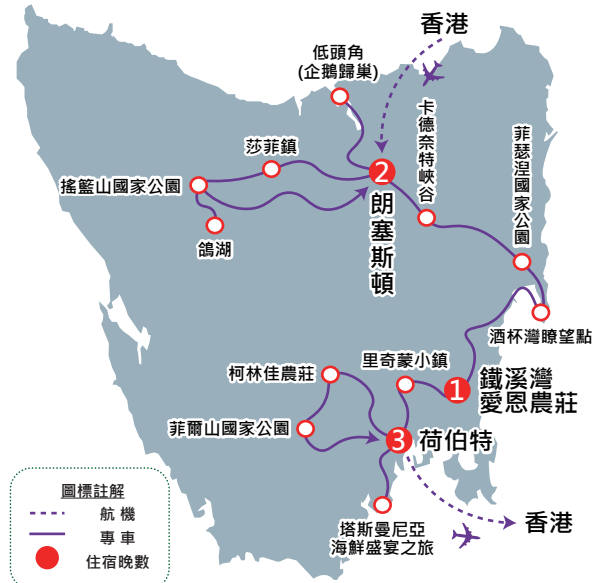 香港
低頭角
(企鵝歸巢)
卡德奈特峽谷
菲瑟涅國家公園
莎菲鎮
搖籃山國家公園
2
朗塞斯頓
鴿湖
酒杯灣瞭望點
里奇蒙小鎮
柯林佳農莊
1
鐵溪灣
愛恩農莊
菲爾山國家公園
3
荷伯特
塔斯曼尼亞
海鮮盛宴之旅
香港
圖標註解
航機
專車
住宿晚數